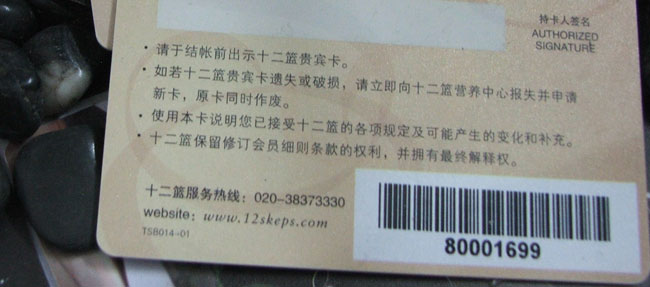 持卡人签名
AUTHORIZED
SIGNATURE
• 请于结帐前出示十二篮贵宾卡。
• 如若十二篮贵宾卡遗失或破损，请立即向十二篮营养中心报失并申请
新卡，原卡同时作废。
• 使用本卡说明您已接受十二篮的各项规定及可能产生的变化和补充。
• 十二篮保留修订会员细则条款的权利，并拥有最终解释权。
十二篮服务热线：020-38373330
website：www.12skeps.com
TSB014-01
80001699